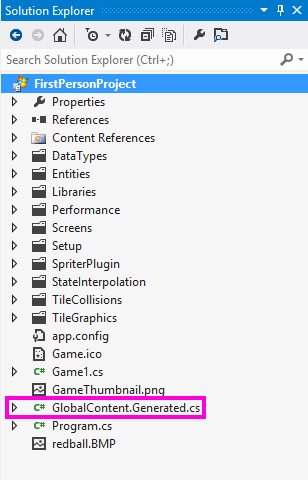 Solution Explorer
Search Solution Explorer (Ctrl+;)
FirstPersonProject
Properties
References
Content References
DataTypes
Entities
Libraries
Performance
Screens
Setup
SpriterPlugin
StateInterpolation
TileCollisions
TileGraphics
app.config
Game.ico
C# Game1.cs
GameThumbnail.png
C# GlobalContent.Generated.cs
C# Program.cs
redball.BMP